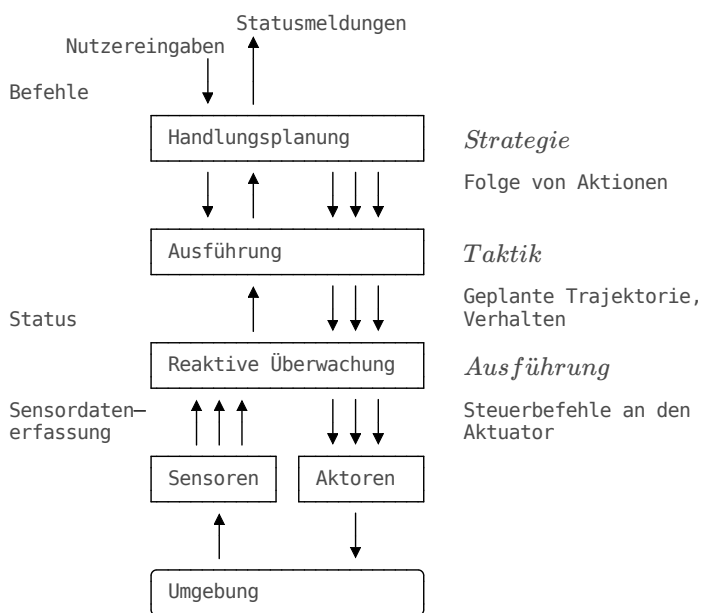 Statusmeldungen
Nutzereingaben
Befehle
Handlungsplanung
Strategie
Folge von Aktionen
Ausführung
Taktik
Geplante Trajektorie,
Verhalten
Status
Reaktive Überwachung
Ausführung
Sensordaten–
erfassung
Steuerbefehle an den
Aktuator
Sensoren
Aktoren
Umgebung